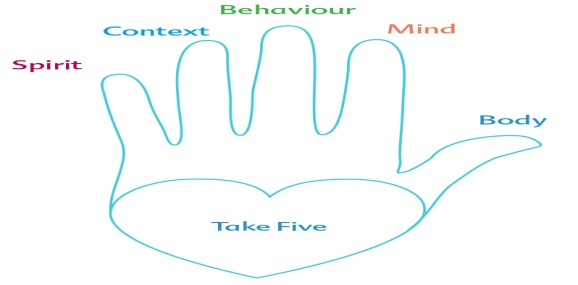 Behaviour
Context
Mind
Spirit
Body
Take Five